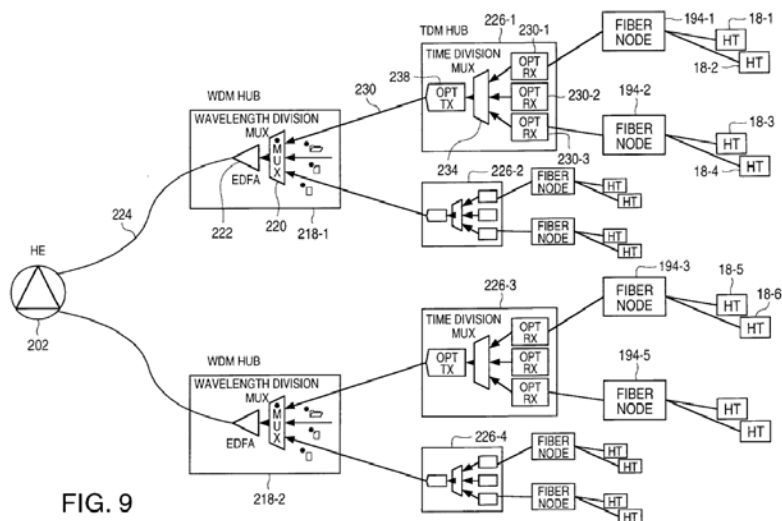 226-1
TDM HUB
230-1
FIBER NODE
194-1
18-1
HT
HT
18-2
TIME DIVISION MUX
238
OPT TX
OPT RX
OPT RX
OPT RX
230-2
230-3
234
230
194-2
FIBER NODE
18-3
HT
HT
18-4
WDM HUB
WAVELENGTH DIVISION MUX
MUX
EDFA
222
220
218-1
226-2
FIBER NODE
HT
HT
FIBER NODE
HT
HT
224
HE
202
226-3
TIME DIVISION MUX
OPT TX
OPT RX
OPT RX
OPT RX
194-3
FIBER NODE
18-5
HT
18-6
HT
194-5
FIBER NODE
HT
HT
WDM HUB
WAVELENGTH DIVISION MUX
MUX
EDFA
218-2
226-4
FIBER NODE
HT
HT
FIBER NODE
HT
HT
FIG. 9